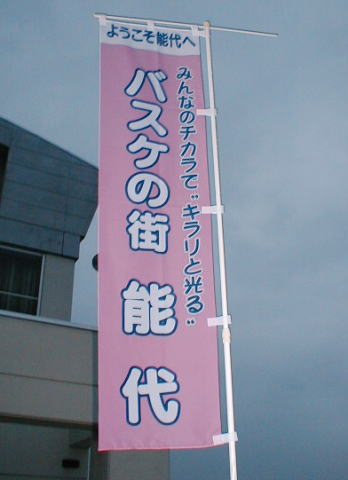 ようこそ能代へ
みんなのチカラで"キラリと光る"
バスケの街 能代